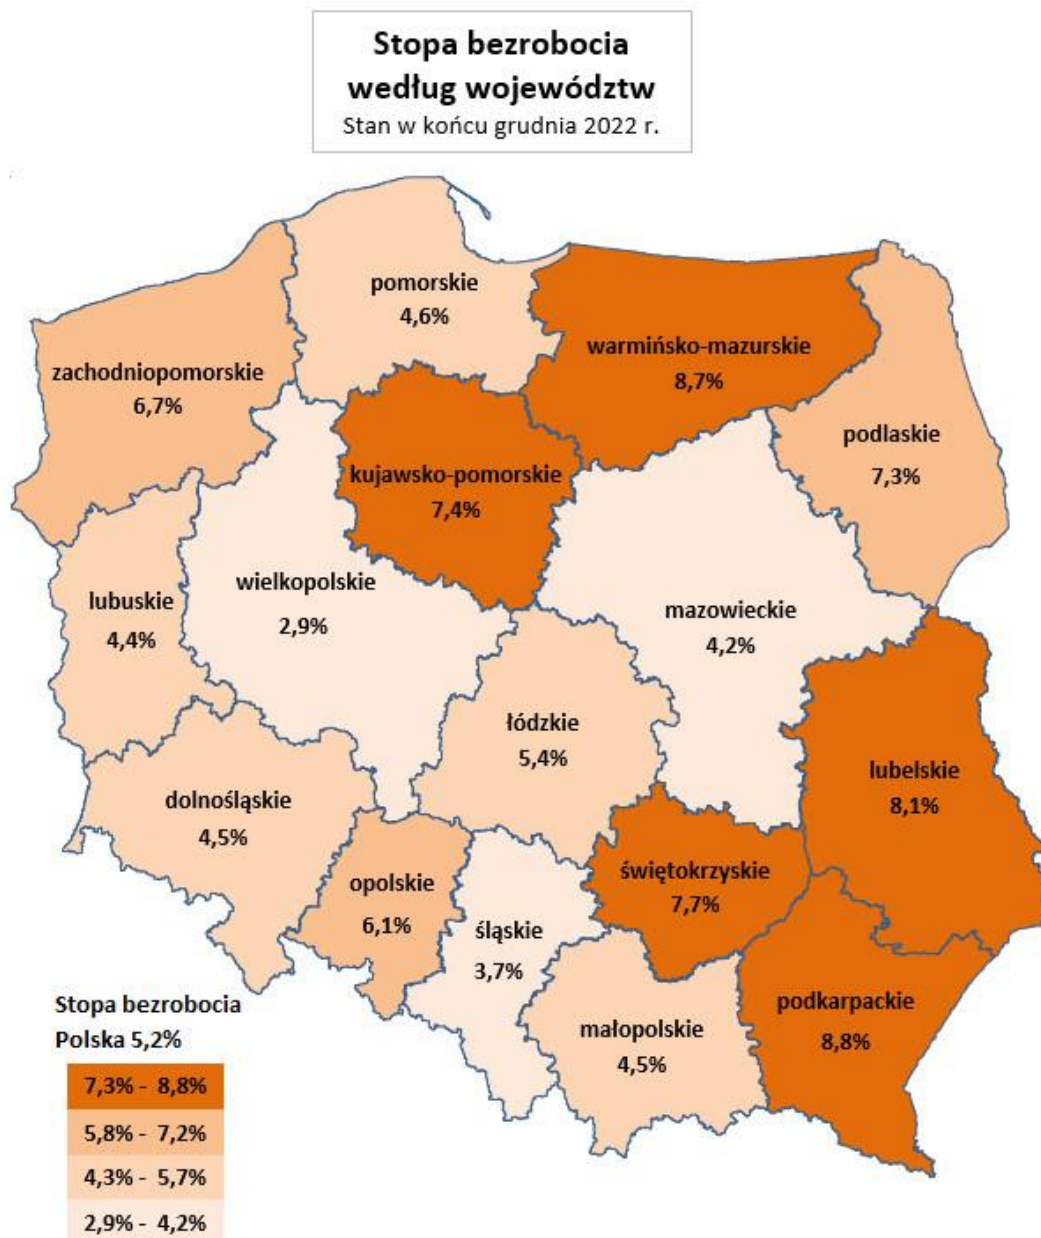 Stopa bezrobocia
według województw
Stan w końcu grudnia 2022 r.
pomorskie
4,6%
warmińsko-mazurskie
8,7%
zachodniopomorskie
6,7%
podlaskie
7,3%
kujawsko-pomorskie
7,4%
wielkopolskie
2,9%
lubuskie
4,4%
mazowieckie
4,2%
łódzkie
5,4%
lubelskie
8,1%
dolnośląskie
4,5%
opolskie
6,1%
świętokrzyskie
7,7%
śląskie
3,7%
podkarpackie
8,8%
małopolskie
4,5%
Stopa bezrobocia
Polska 5,2%
7,3% - 8,8%
5,8% - 7,2%
4,3% - 5,7%
2,9% - 4,2%